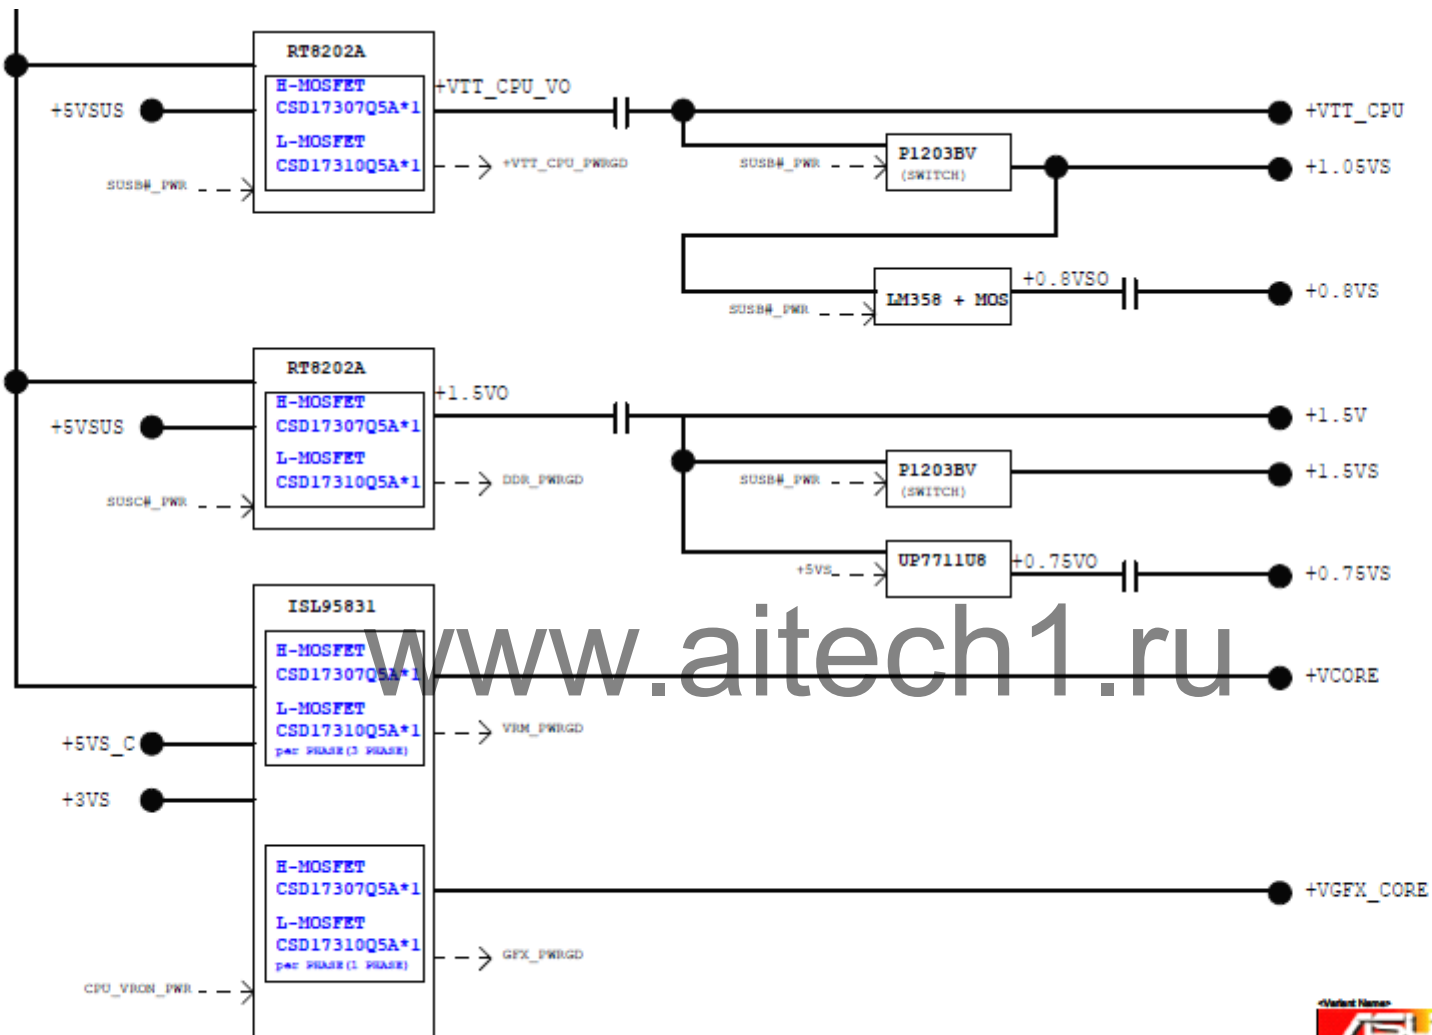 RT8202A
H-MOSFET
CSD17307Q5A*1
L-MOSFET
CSD17310Q5A*1
+5VSUS
SUSB#_PWR
+VTT_CPU_VO
+VTT_CPU_PWRGD
+VTT_CPU
SUSB#_PWR
P1203BV
(SWITCH)
+1.05VS
SUSB#_PWR
LM358 + MOS
+0.8VSO
+0.8VS
RT8202A
H-MOSFET
CSD17307Q5A*1
L-MOSFET
CSD17310Q5A*1
+5VSUS
SUSC#_PWR
+1.5VO
DDR_PWRGD
+1.5V
SUSB#_PWR
P1203BV
(SWITCH)
+1.5VS
+5VS
UP7711U8
+0.75VO
+0.75VS
www.aitech1.ru
ISL95831
H-MOSFET
CSD17307Q5A*1
L-MOSFET
CSD17310Q5A*1
per PHASE(3 PHASE)
+5VS_C
+3VS
VRM_PWRGD
+VCORE
H-MOSFET
CSD17307Q5A*1
L-MOSFET
CSD17310Q5A*1
per PHASE(1 PHASE)
CPU_VRON_PWR
GFX_PWRGD
+VGFX_CORE
<Variant Name>